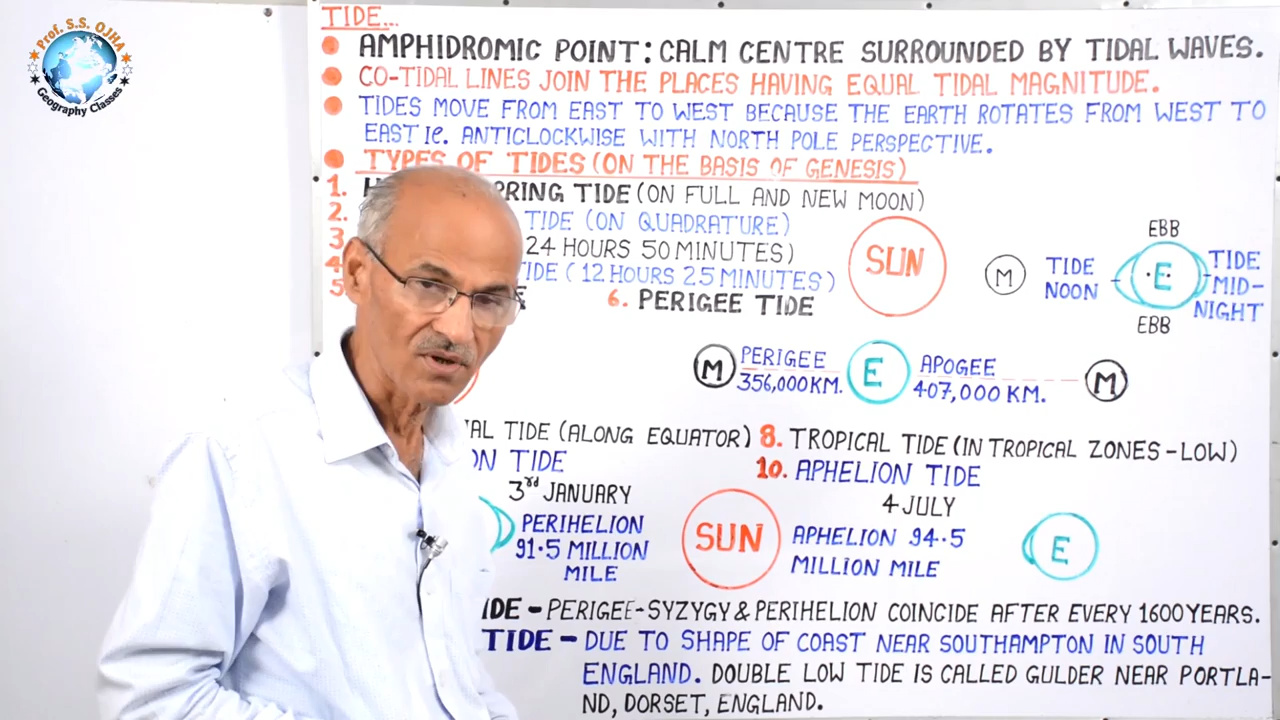 Prof. S.S. OJHA
Geography Classes
TIDE...
AMPHIDROMIC POINT: CALM CENTRE SURROUNDED BY TIDAL WAVES.
CO-TIDAL LINES JOIN THE PLACES HAVING EQUAL TIDAL MAGNITUDE.
TIDES MOVE FROM EAST TO WEST BECAUSE THE EARTH ROTATES FROM WEST TO
EAST Ie. ANTICLOCKWISE WITH NORTH POLE PERSPECTIVE.
TYPES OF TIDES (ON THE BASIS OF GENESIS)
1. PRING TIDE (ON FULL AND NEW MOON)
2. TIDE (ON QUADRATURE)
3 24 HOURS 50 MINUTES)
4 TIDE (12 HOURS 25 MINUTES)
5 6. PERIGEE TIDE
SUN
M
TIDE
NOON
EBB
E
EBB
TIDE
MID-
NIGHT
M
PERIGEE
356,000 KM.
E
APOGEE
407,000 KM.
M
AL TIDE (ALONG EQUATOR) 8. TROPICAL TIDE (IN TROPICAL ZONES - LOW)
ON TIDE 10. APHELION TIDE
3rd JANUARY
PERIHELION
91.5 MILLION
MILE
SUN
4 JULY
APHELION 94.5
MILLION MILE
E
IDE - PERIGEE-SYZYGY & PERIHELION COINCIDE AFTER EVERY 1600 YEARS.
TIDE - DUE TO SHAPE OF COAST NEAR SOUTHAMPTON IN SOUTH
ENGLAND. DOUBLE LOW TIDE IS CALLED GULDER NEAR PORTLA-
ND, DORSET, ENGLAND.